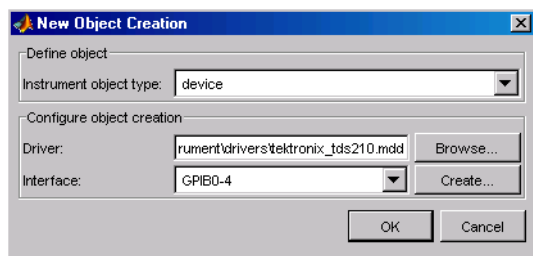 New Object Creation
Define object
Instrument object type: device
Configure object creation
Driver: rument\drivers\tektronix_tds210.mdd Browse...
Interface: GPIB0-4 Create...
OK Cancel